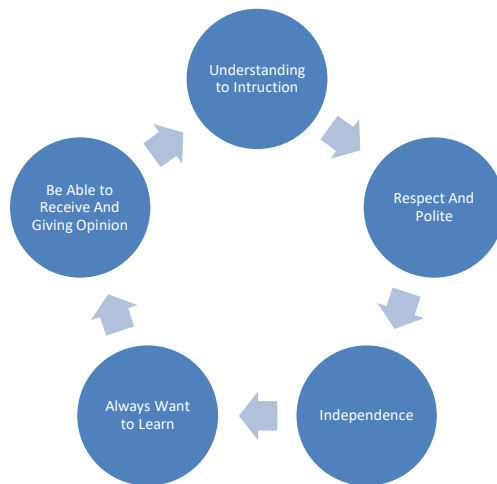 Understanding
to Intruction
Respect And
Polite
Independence
Always Want
to Learn
Be Able to
Receive And
Giving Opinion